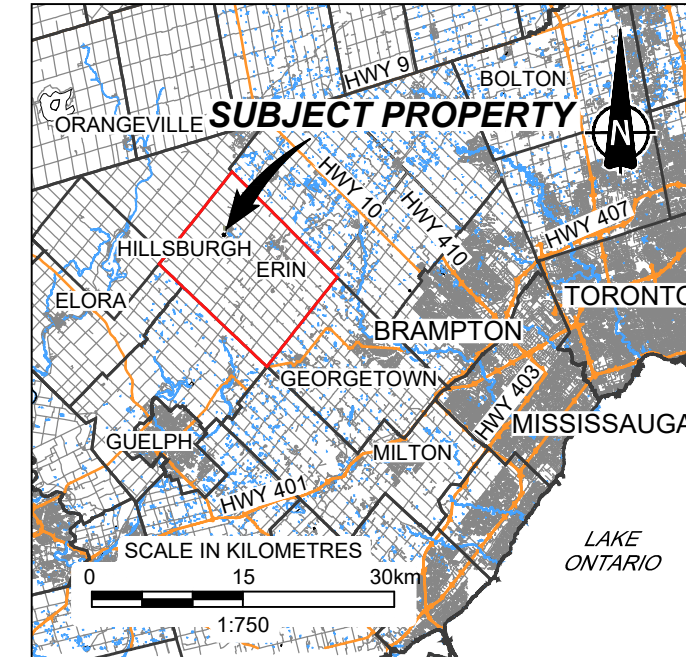 HWY 9
BOLTON
ORANGEVILLE
SUBJECT PROPERTY
N
HWY 10
HWY 410
HWY 407
HILLSBURGH
ERIN
ELORA
TORONTO
BRAMPTON
GEORGETOWN
HWY 403
MISSISSAUGA
GUELPH
MILTON
HWY 401
LAKE
ONTARIO
SCALE IN KILOMETRES
0 15 30km
1:750